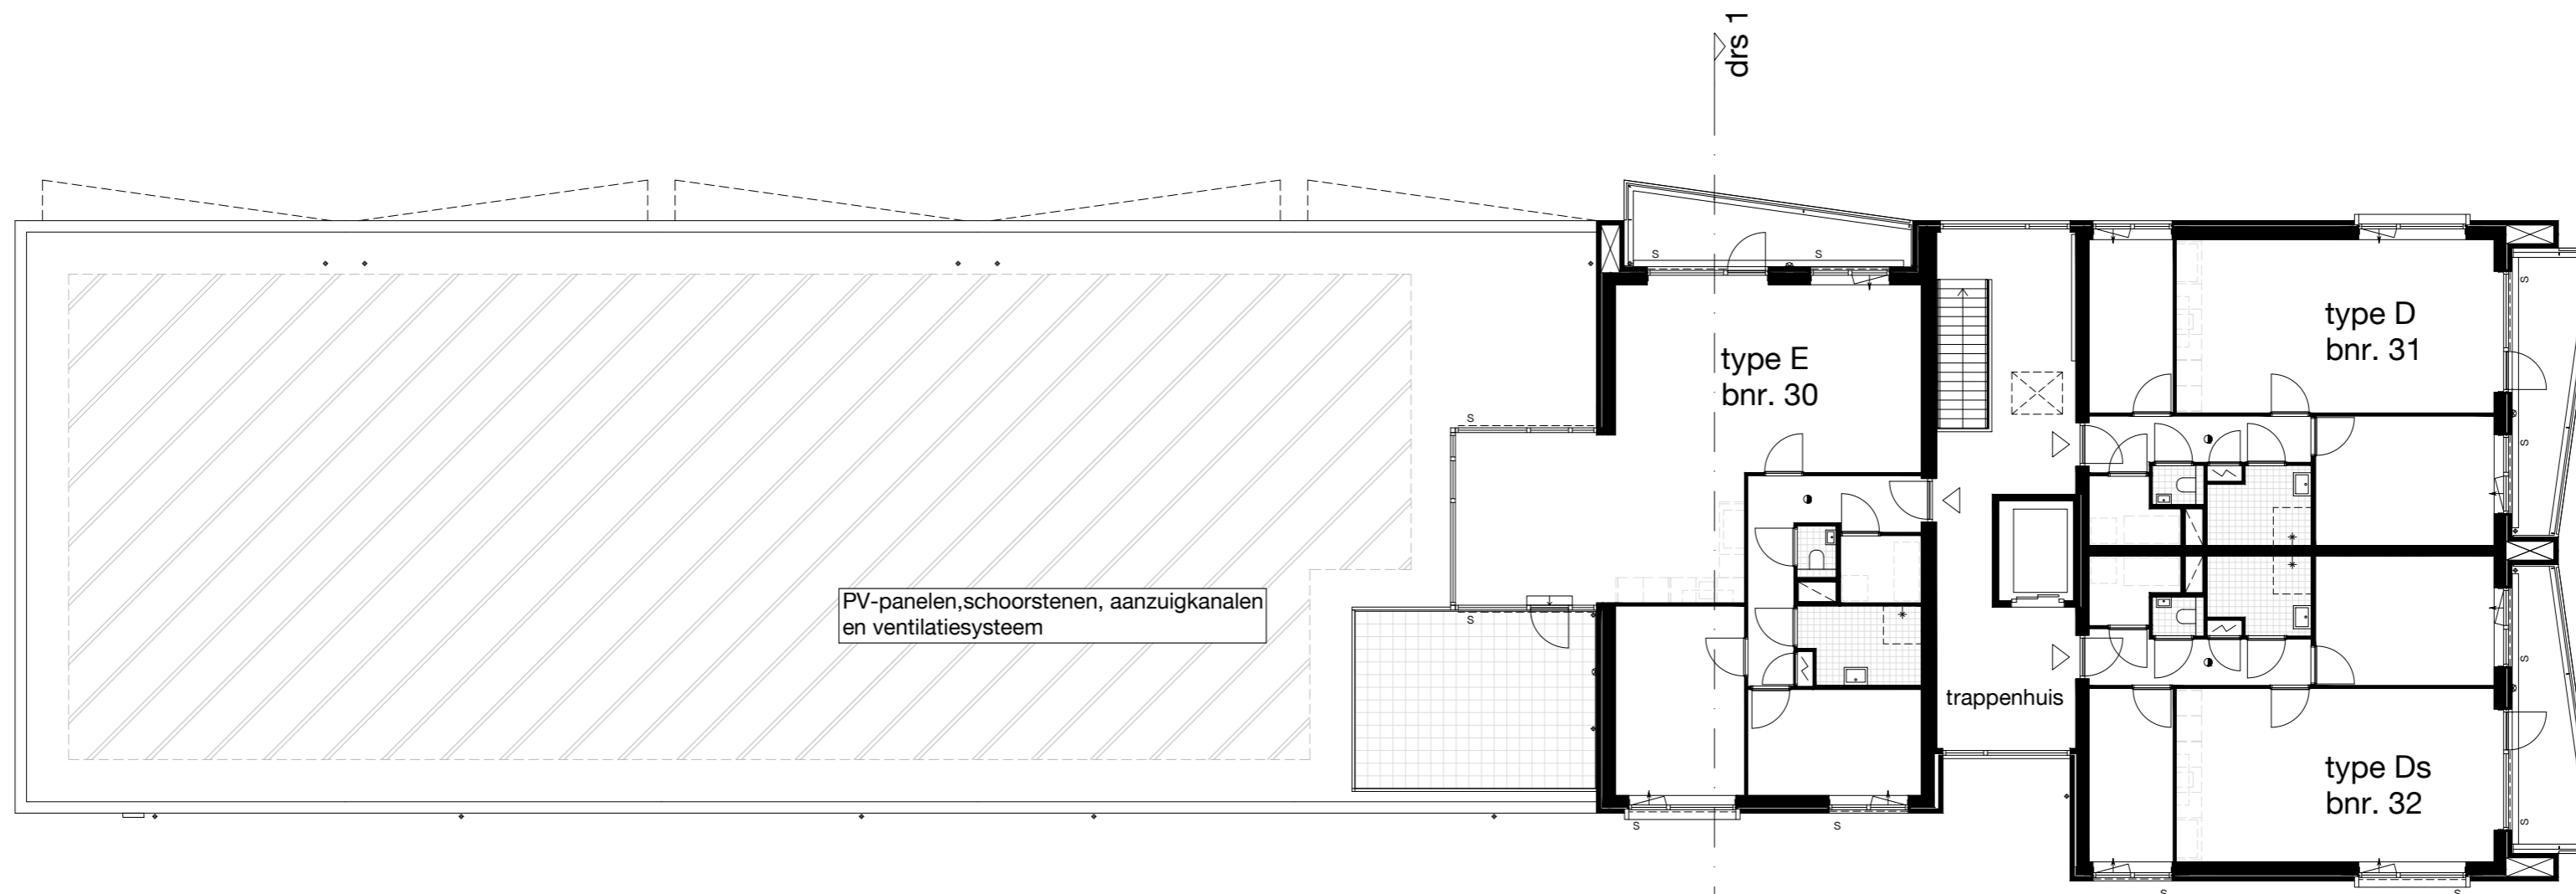 drs 1
S
S
type D
bnr. 31
S
type E
bnr. 30
S
S
PV-panelen,schoorstenen, aanzuigkanalen
en ventilatiesysteem
S
S
trappenhuis
type Ds
bnr. 32
S
S
S
S
S